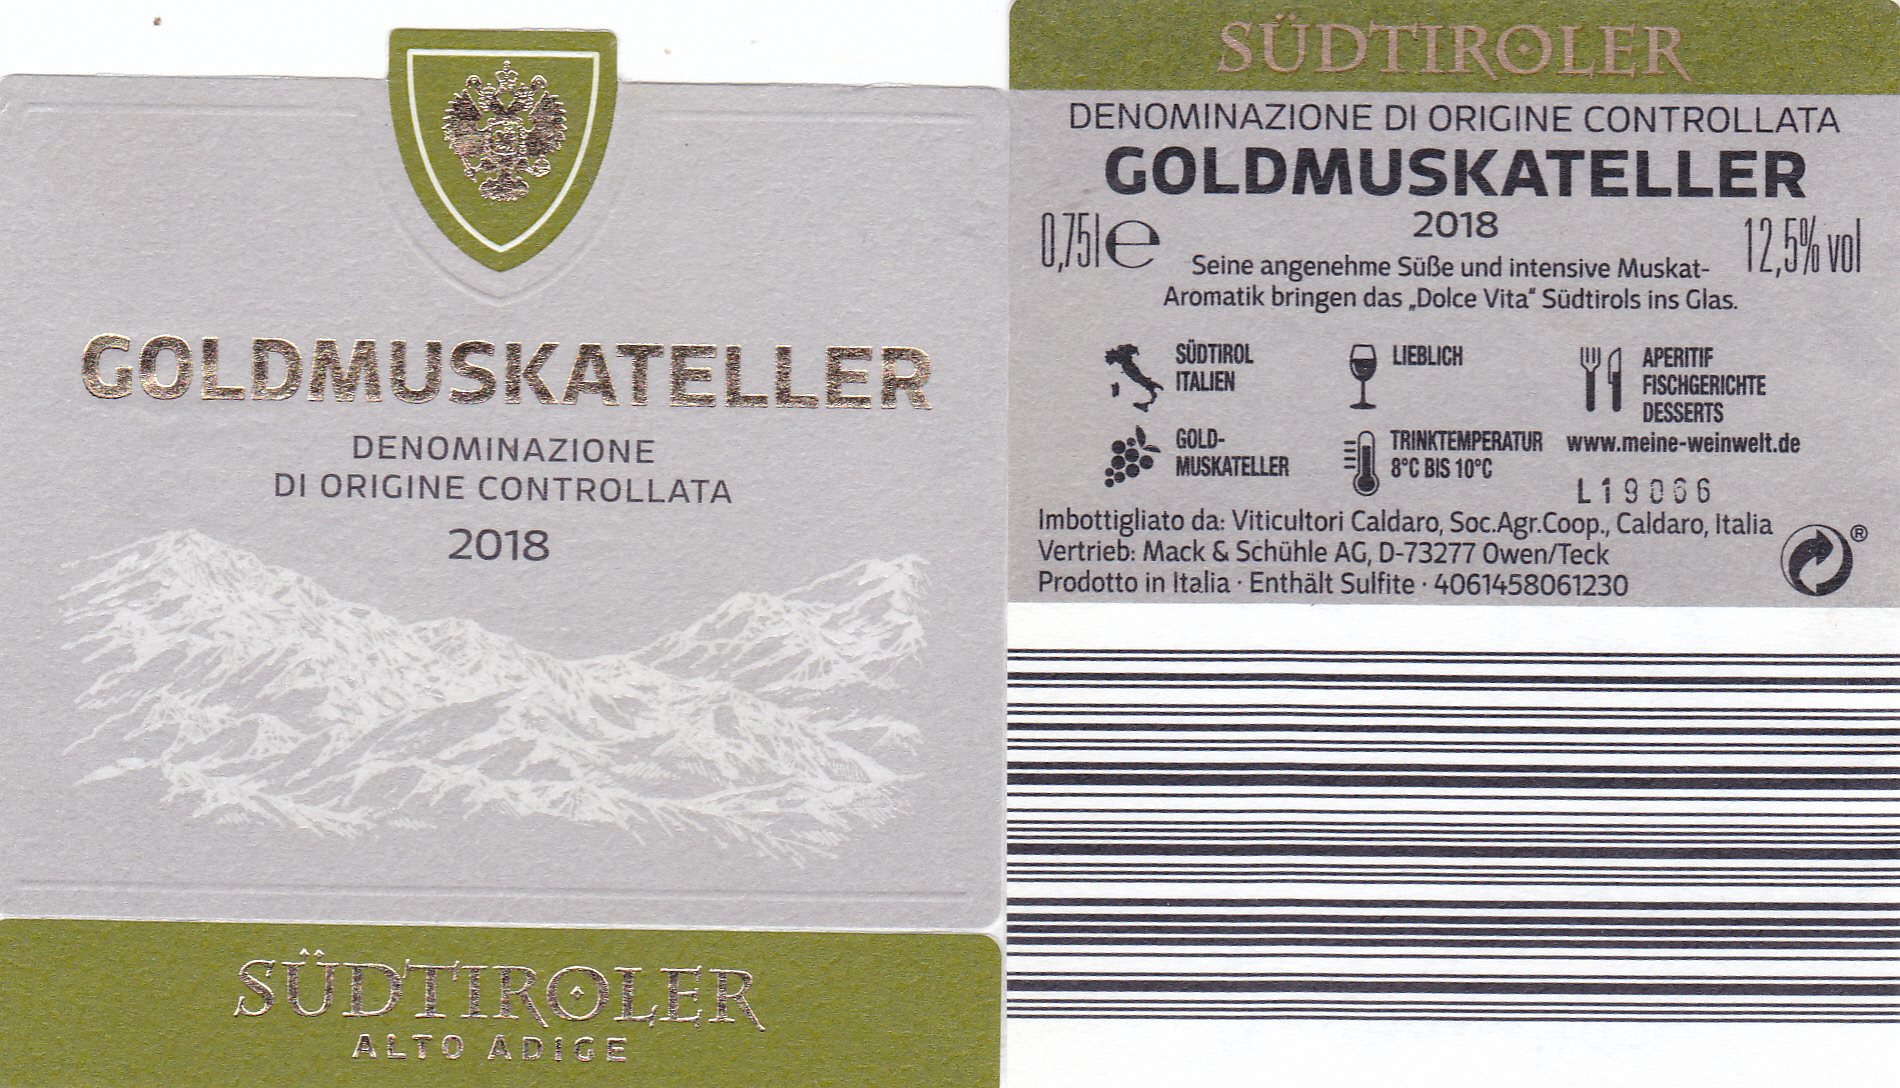 GOLDMUSKATELLER
DENOMINAZIONE
DI ORIGINE CONTROLLATA
2018
SÜDTIROLER
ALTO ADIGE
SÜDTIROLER
DENOMINAZIONE DI ORIGINE CONTROLLATA
GOLDMUSKATELLER
2018
0,75l e
12,5% vol
Seine angenehme Süße und intensive Muskat-
Aromatik bringen das „Dolce Vita“ Südtirols ins Glas.
SÜDTIROL
ITALIEN
LIEBLICH
APERITIF
FISCHGERICHTE
DESSERTS
GOLD-
MUSKATELLER
TRINKTEMPERATUR
8°C BIS 10°C
www.meine-weinwelt.de
L19066
Imbottigliato da: Viticultori Caldaro, Soc.Agr.Coop., Caldaro, Italia
Vertrieb: Mack & Schühle AG, D-73277 Owen/Teck
Prodotto in Italia · Enthält Sulfite · 4061458061230
®